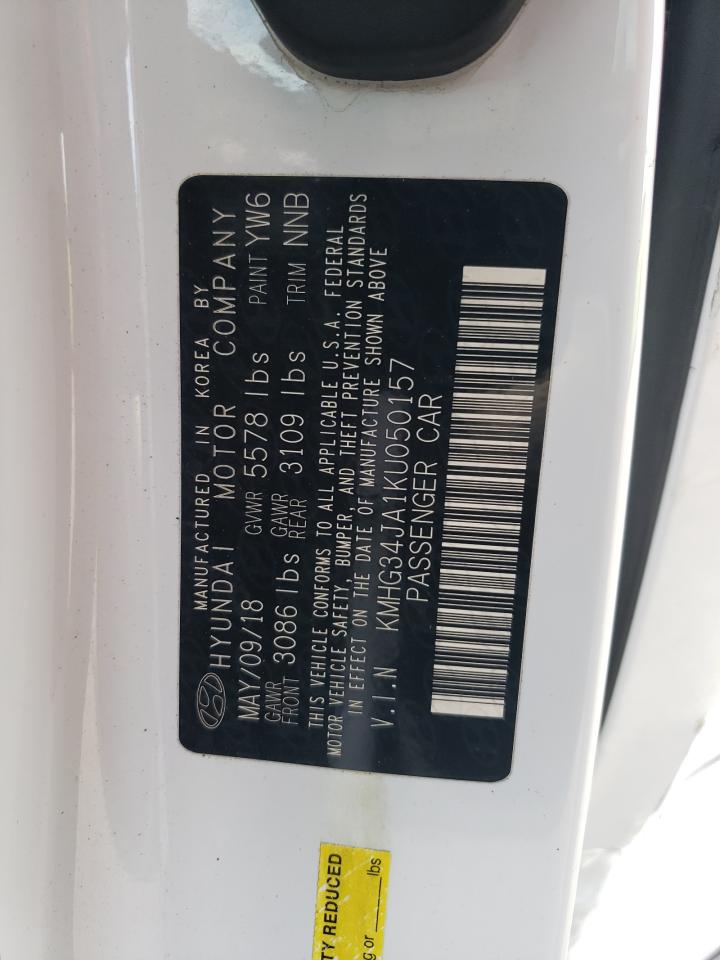 MANUFACTURED IN KOREA BY
HYUNDAI MOTOR COMPANY
MAY/09/18 GVWR 5578 lbs PAINT YW6
GAWR FRONT 3086 lbs GAWR REAR 3109 lbs TRIM NNB
THIS VEHICLE CONFORMS TO ALL APPLICABLE U.S.A. FEDERAL
MOTOR VEHICLE SAFETY, BUMPER, AND THEFT PREVENTION STANDARDS
IN EFFECT ON THE DATE OF MANUFACTURE SHOWN ABOVE
V.I.N KMHG34JA1KU050157
PASSENGER CAR
TY REDUCED
g or ____lbs